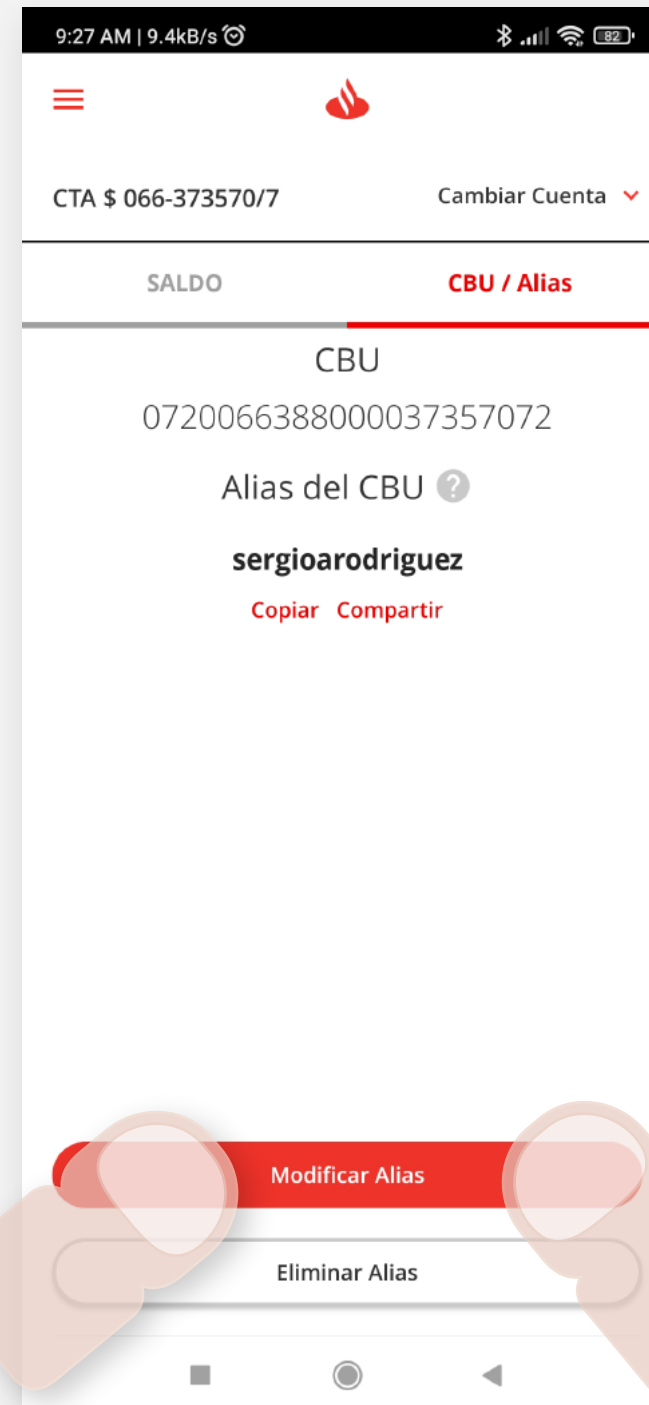 9:27 AM | 9.4kB/s
82
CTA $ 066-373570/7 Cambiar Cuenta
SALDO CBU / Alias
CBU
0720066388000037357072
Alias del CBU ?
sergioarodriguez
Copiar Compartir
Modificar Alias
Eliminar Alias